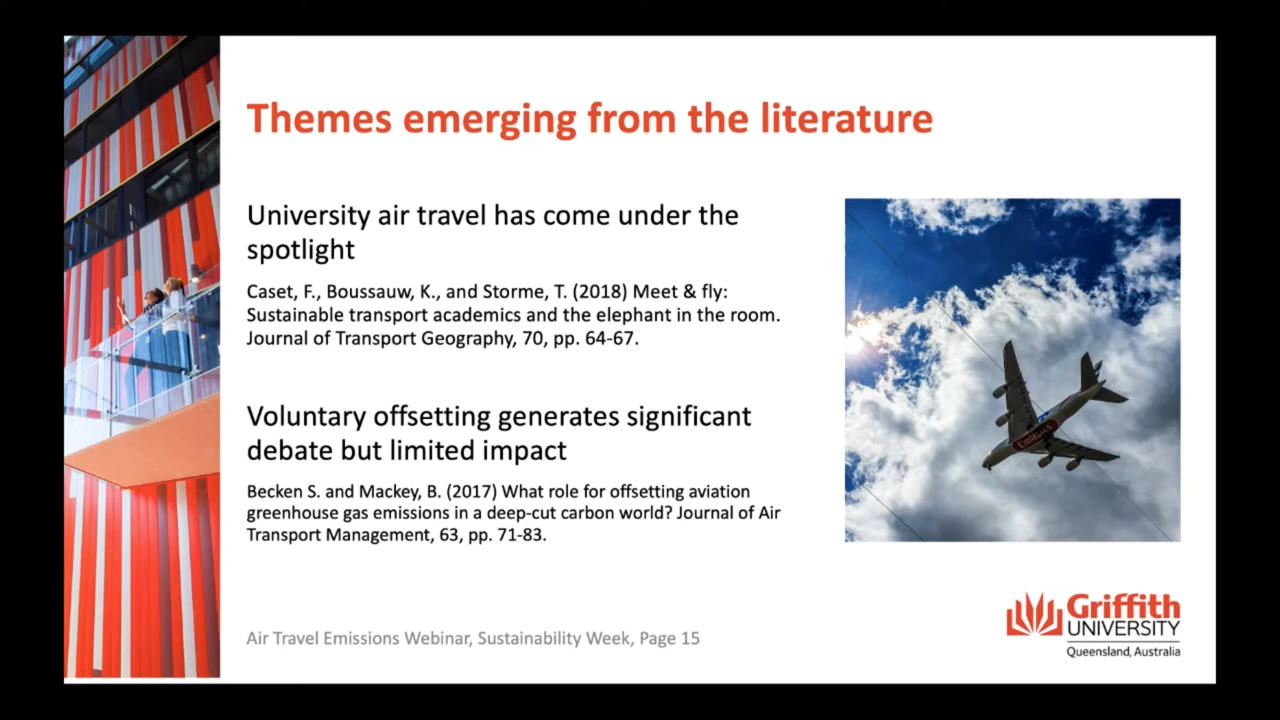 Themes emerging from the literature
University air travel has come under the
spotlight
Caset, F., Boussauw, K., and Storme, T. (2018) Meet & fly:
Sustainable transport academics and the elephant in the room.
Journal of Transport Geography, 70, pp. 64-67.
Voluntary offsetting generates significant
debate but limited impact
Becken S. and Mackey, B. (2017) What role for offsetting aviation
greenhouse gas emissions in a deep-cut carbon world? Journal of Air
Transport Management, 63, pp. 71-83.
Emirates
Griffith
UNIVERSITY
Queensland, Australia
Air Travel Emissions Webinar, Sustainability Week, Page 15